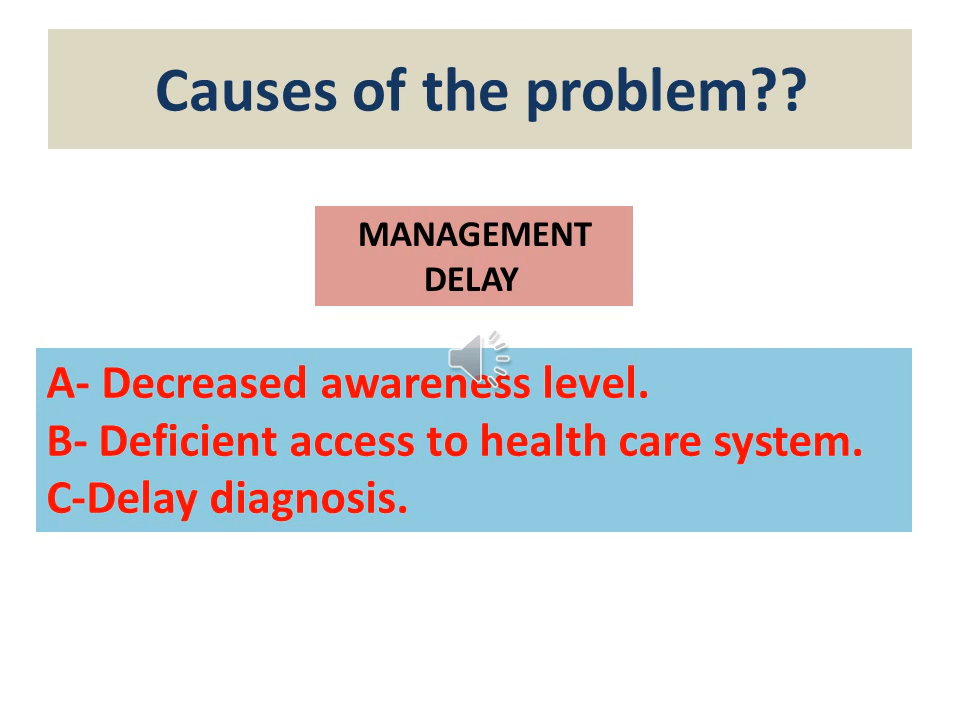 Causes of the problem??
MANAGEMENT
DELAY
A- Decreased awareness level.
B- Deficient access to health care system.
C-Delay diagnosis.